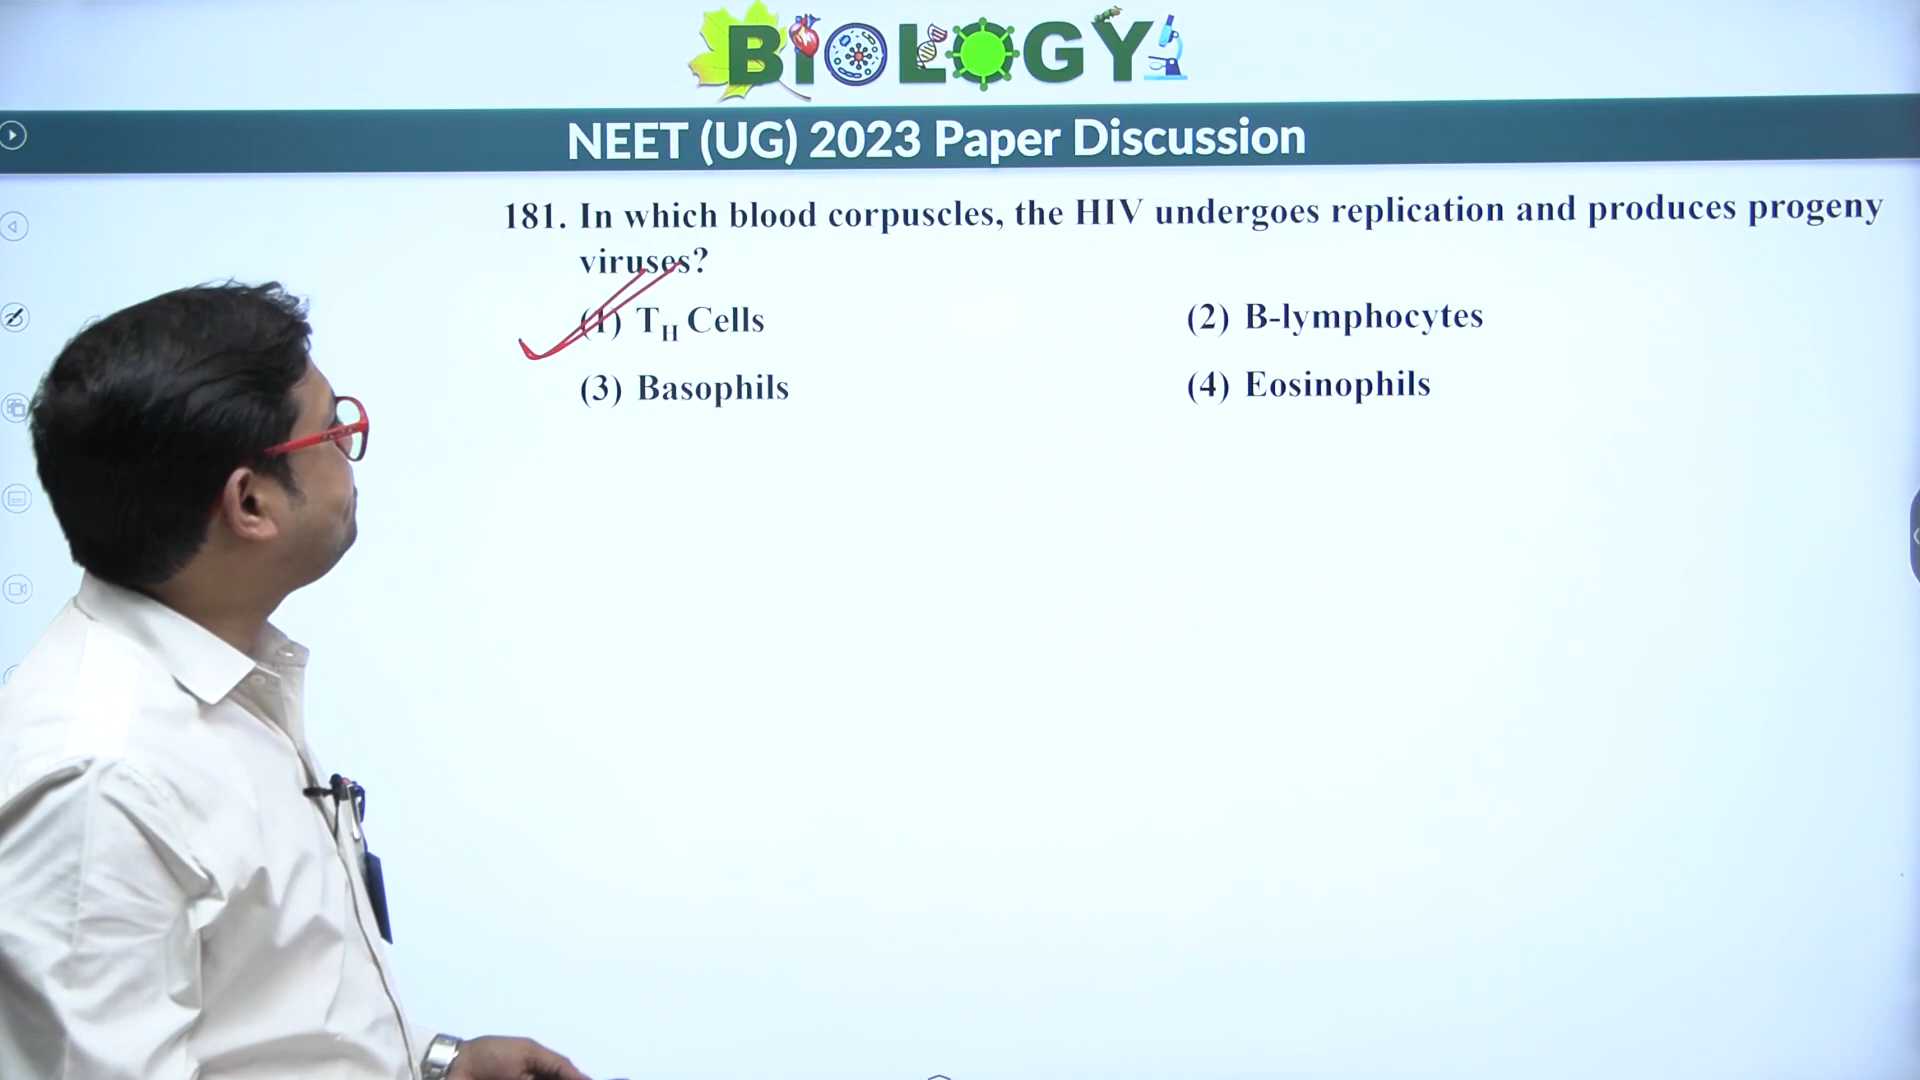 BIOLOGY
NEET (UG) 2023 Paper Discussion
181. In which blood corpuscles, the HIV undergoes replication and produces progeny
viruses?
(1) TH Cells
(2) B-lymphocytes
(3) Basophils
(4) Eosinophils